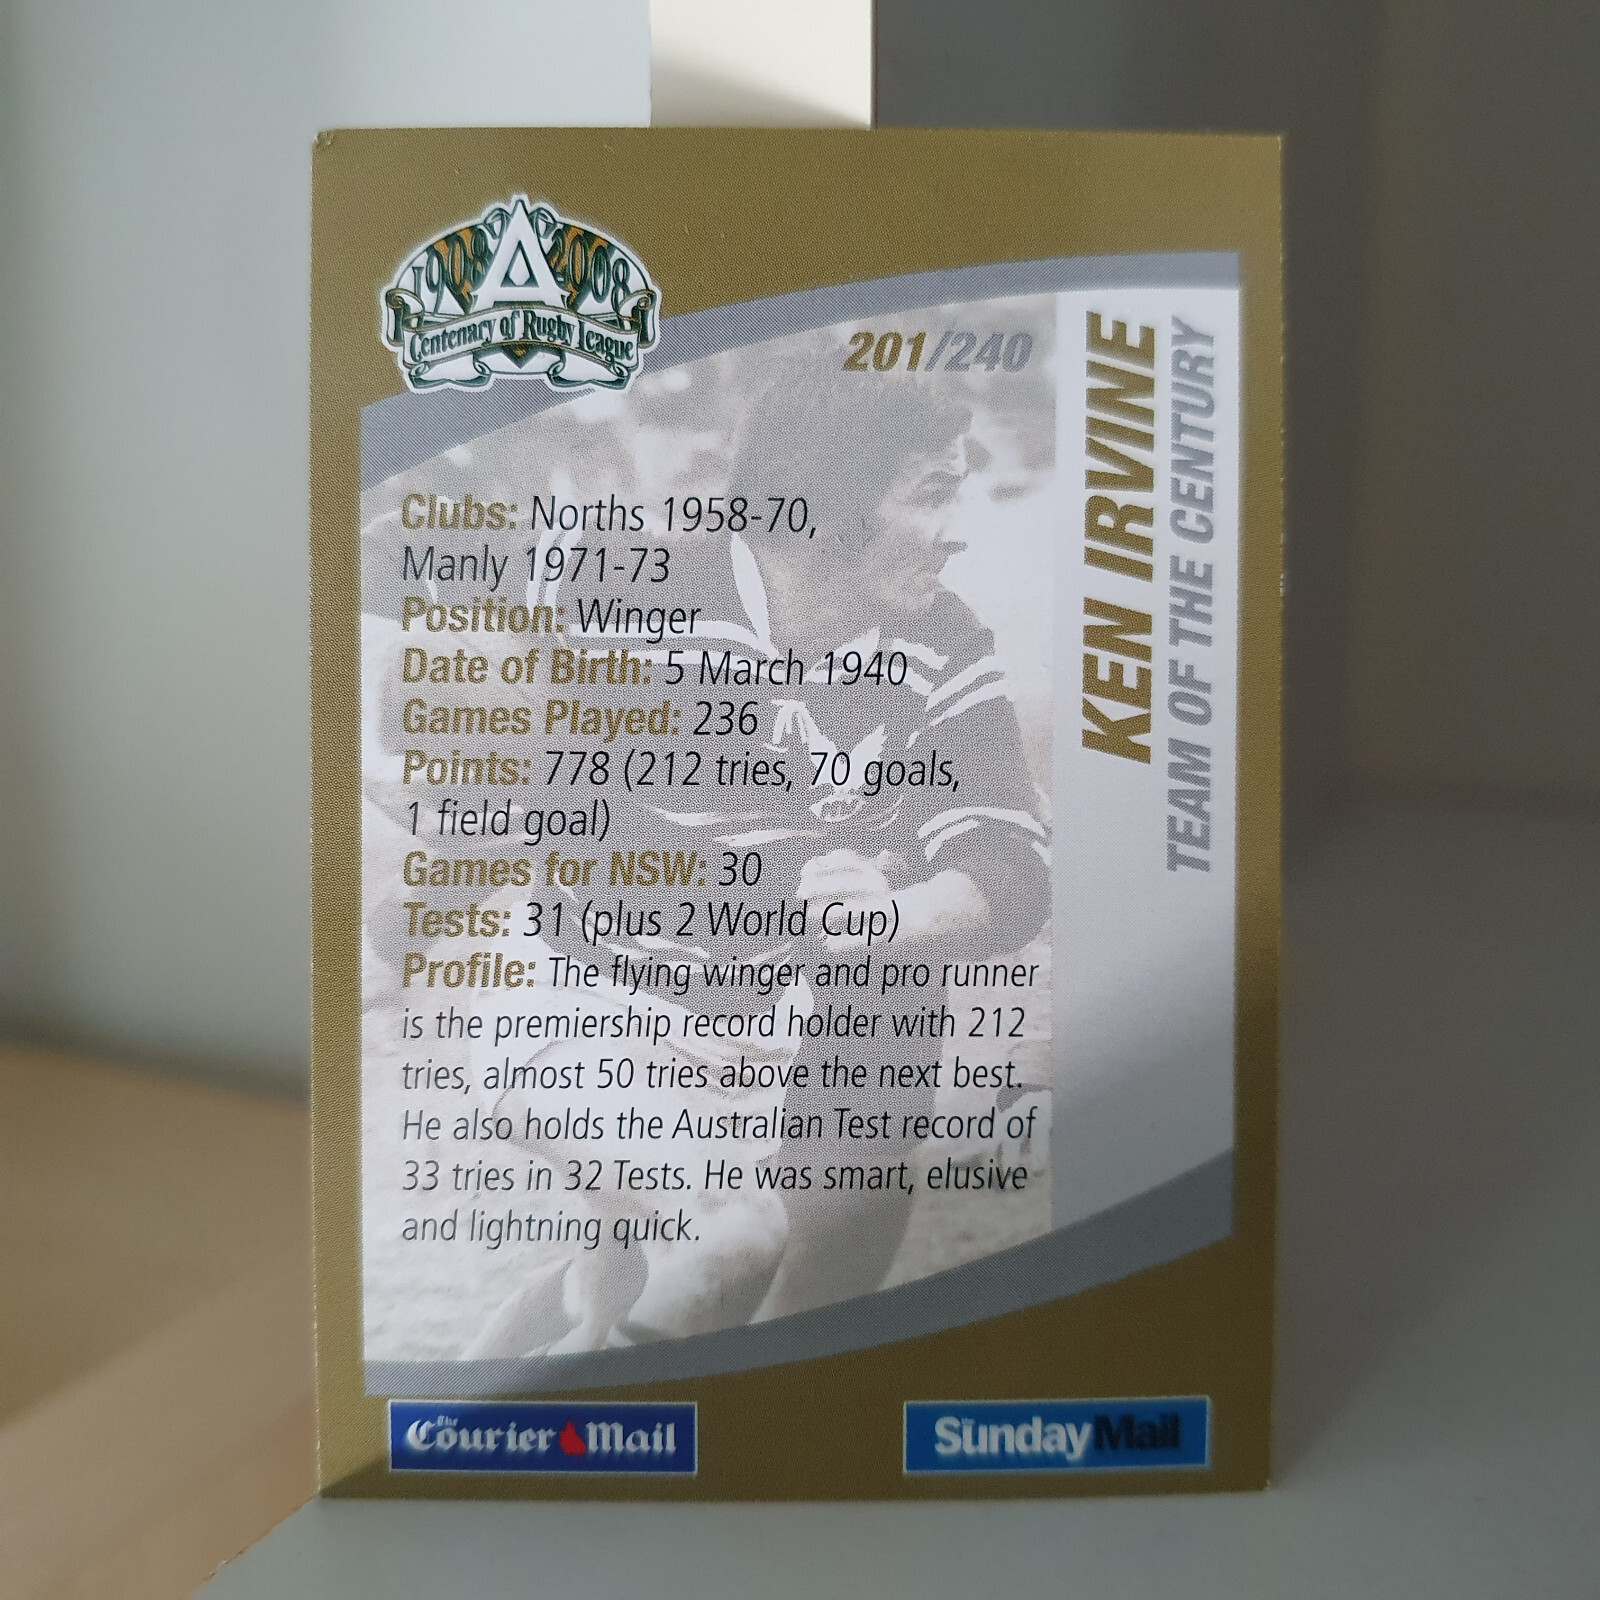 1908 2008
Centenary of Rugby League
201/240
KEN IRVINE
TEAM OF THE CENTURY
Clubs: Norths 1958-70,
Manly 1971-73
Position: Winger
Date of Birth: 5 March 1940
Games Played: 236
Points: 778 (212 tries, 70 goals,
1 field goal)
Games for NSW: 30
Tests: 31 (plus 2 World Cup)
Profile: The flying winger and pro runner
is the premiership record holder with 212
tries, almost 50 tries above the next best.
He also holds the Australian Test record of
33 tries in 32 Tests. He was smart, elusive
and lightning quick.
The Courier Mail
The Sunday Mail